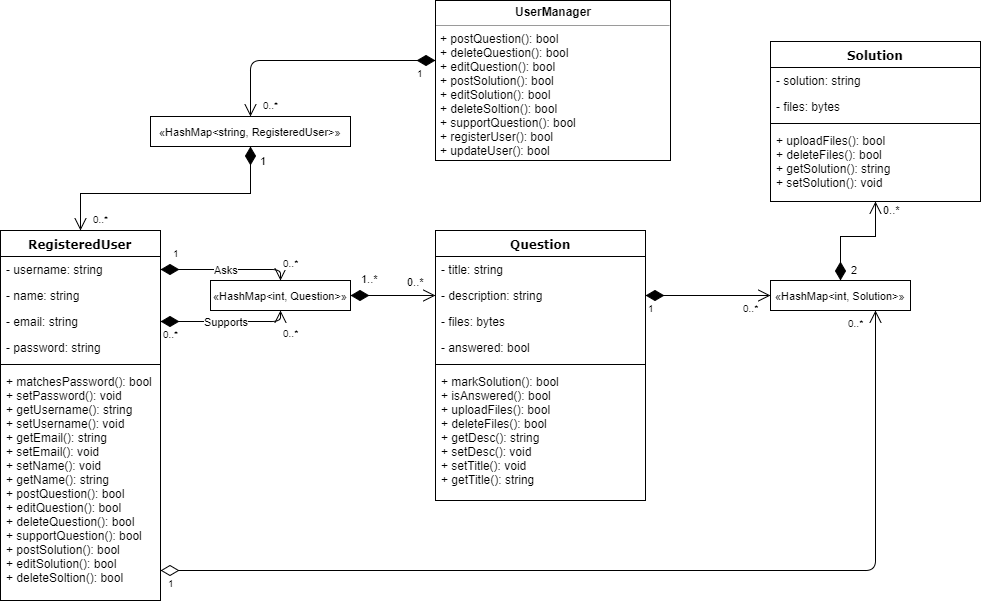 UserManager
+ postQuestion(): bool
+ deleteQuestion(): bool
+ editQuestion(): bool
+ postSolution(): bool
+ editSolution(): bool
+ deleteSoltion(): bool
+ supportQuestion(): bool
+ registerUser(): bool
+ updateUser(): bool
1
0..*
«HashMap<string, RegisteredUser>»
1
0..*
Solution
- solution: string
- files: bytes
+ uploadFiles(): bool
+ deleteFiles(): bool
+ getSolution(): string
+ setSolution(): void
0..*
2
RegisteredUser
- username: string
- name: string
- email: string
- password: string
+ matchesPassword(): bool
+ setPassword(): void
+ getUsername(): string
+ setUsername(): void
+ getEmail(): string
+ setEmail(): void
+ setName(): void
+ getName(): string
+ postQuestion(): bool
+ editQuestion(): bool
+ deleteQuestion(): bool
+ supportQuestion(): bool
+ postSolution(): bool
+ editSolution(): bool
+ deleteSoltion(): bool
1
Asks
0..*
«HashMap<int, Question>»
0..*
Supports
0..*
1..*
0..*
Question
- title: string
- description: string
- files: bytes
- answered: bool
+ markSolution(): bool
+ isAnswered(): bool
+ uploadFiles(): bool
+ deleteFiles(): bool
+ getDesc(): string
+ setDesc(): void
+ setTitle(): void
+ getTitle(): string
1
0..*
«HashMap<int, Solution>»
0..*
1